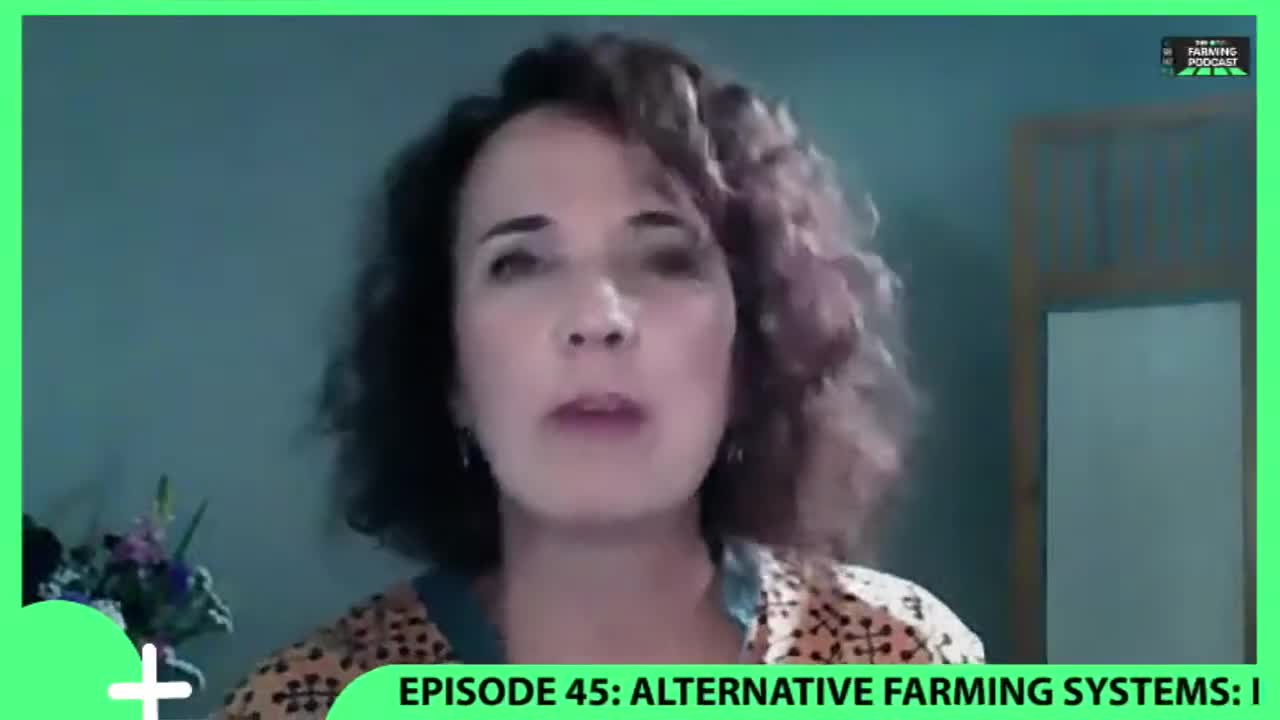 FARMING
PODCAST
EPISODE 45: ALTERNATIVE FARMING SYSTEMS: